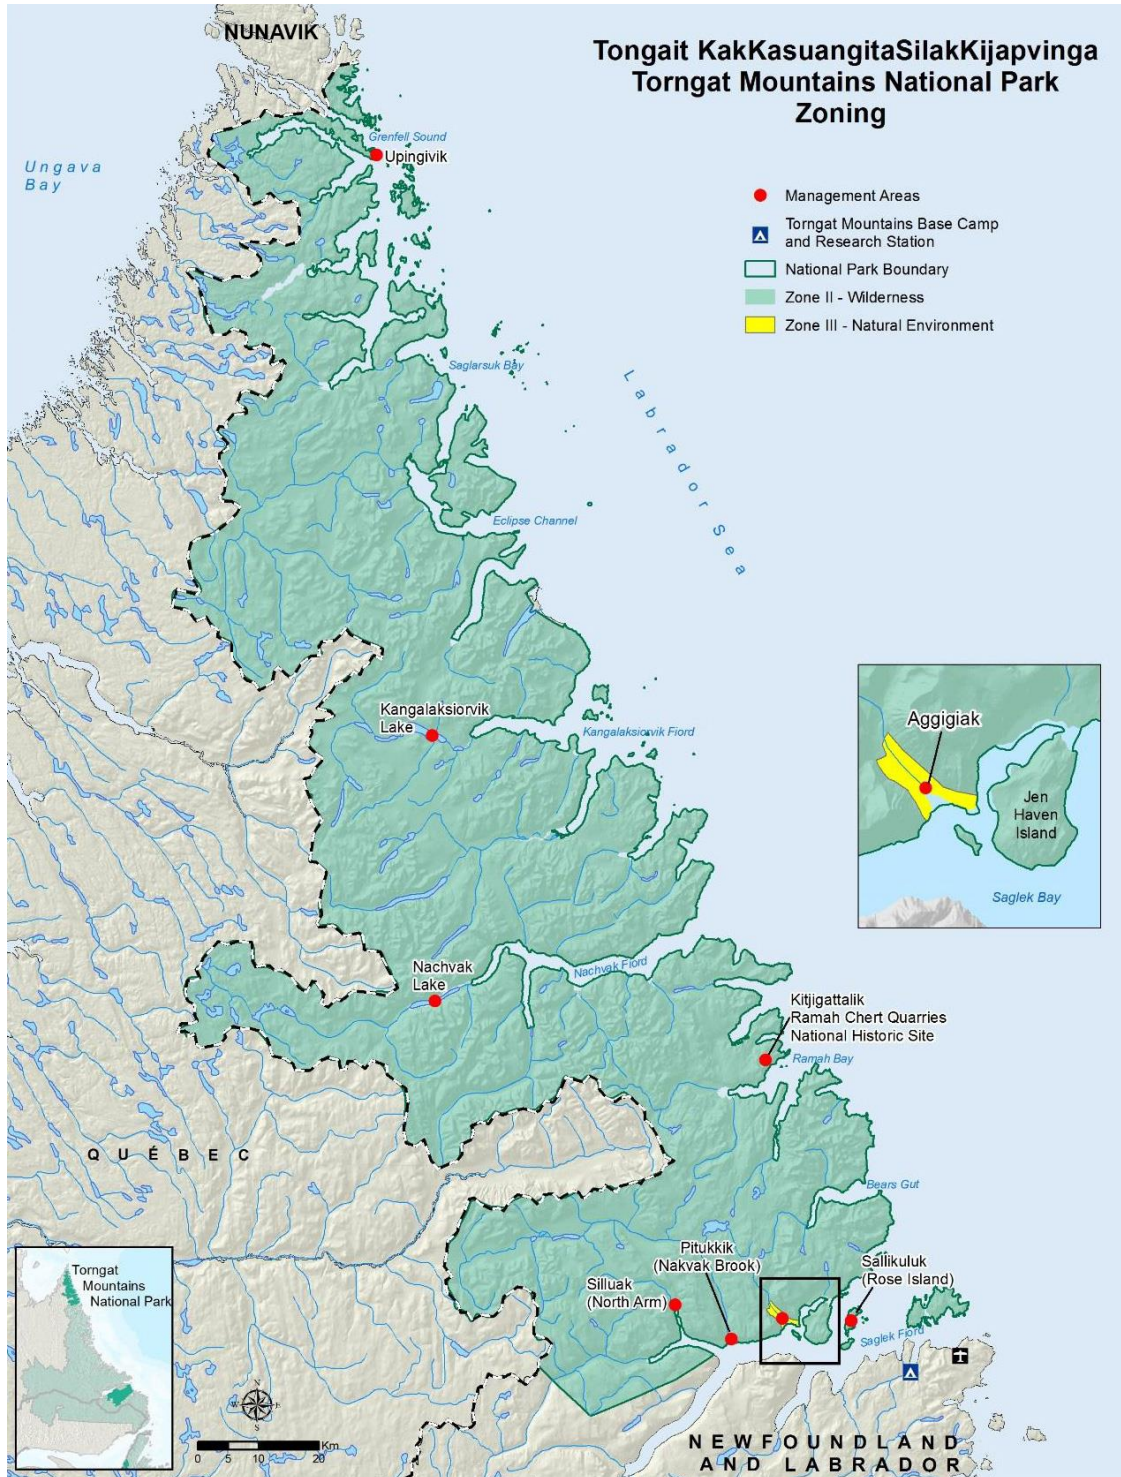 NUNAVIK
Tongait KakKasuangitaSilakKijapvinga
Torngat Mountains National Park
Zoning
Ungava
Bay
Grenfell Sound
Upingivik
Management Areas
Torngat Mountains Base Camp
and Research Station
National Park Boundary
Zone II - Wilderness
Zone III - Natural Environment
Saglarsuk Bay
Labrador Sea
Eclipse Channel
Kangalaksiorvik
Lake
Kangalaksiorvik Fiord
Aggigiak
Jen
Haven
Island
Saglek Bay
Nachvak
Lake
Nachvak Fiord
Kitjigattalik
Ramah Chert Quarries
National Historic Site
Ramah Bay
QUÉBEC
Bears Gut
Pitukkik
(Nakvak Brook)
Sallikuluk
(Rose Island)
Silluak
(North Arm)
Saglek Fiord
Torngat
Mountains
National Park
N
W E
S
0 5 10 20 Km
NEWFOUNDLAND
AND LABRADOR